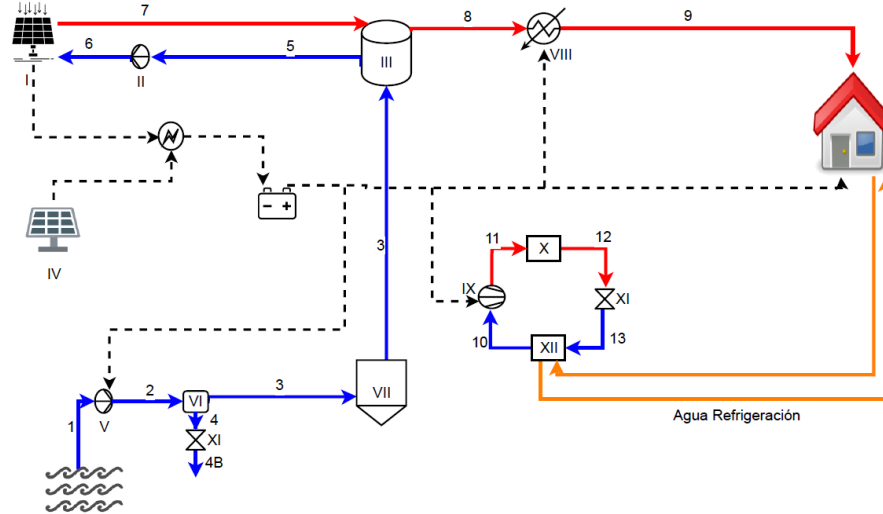 7
8
9
6
5
I
II
III
VIII
IV
3
11
12
IX
X
XI
10
XII
13
2
3
VII
1
V
VI
4
XI
4B
Agua Refrigeración